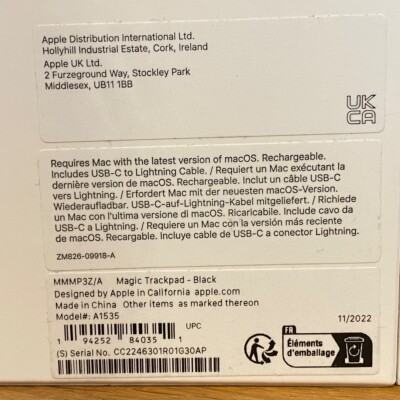 Apple Distribution International Ltd.
Hollyhill Industrial Estate, Cork, Ireland
Apple UK Ltd.
2 Furzeground Way, Stockley Park
Middlesex, UB11 1BB
UK
CA
Requires Mac with the latest version of macOS. Rechargeable.
Includes USB-C to Lightning Cable. / Requiert un Mac exécutant la
dernière version de macOS. Rechargeable. Inclut un câble USB-C
vers Lightning. / Erfordert Mac mit der neuesten macOS-Version.
Wiederaufladbar. USB-C-auf-Lightning-Kabel mitgeliefert. / Richiede
un Mac con l'ultima versione di macOS. Ricaricabile. Include cavo da
USB-C a Lightning. / Requiere un Mac con la versión más reciente
de macOS. Recargable. Incluye cable de USB-C a conector Lightning.
ZM826-09918-A
MMMP3Z/A Magic Trackpad - Black
Designed by Apple in California apple.com
Made in China Other items as marked thereon
Model#: A1535
11/2022
UPC
1 94252 84035 1
FR
Éléments
d'emballage
(S) Serial No. CC2246301R01G30AP